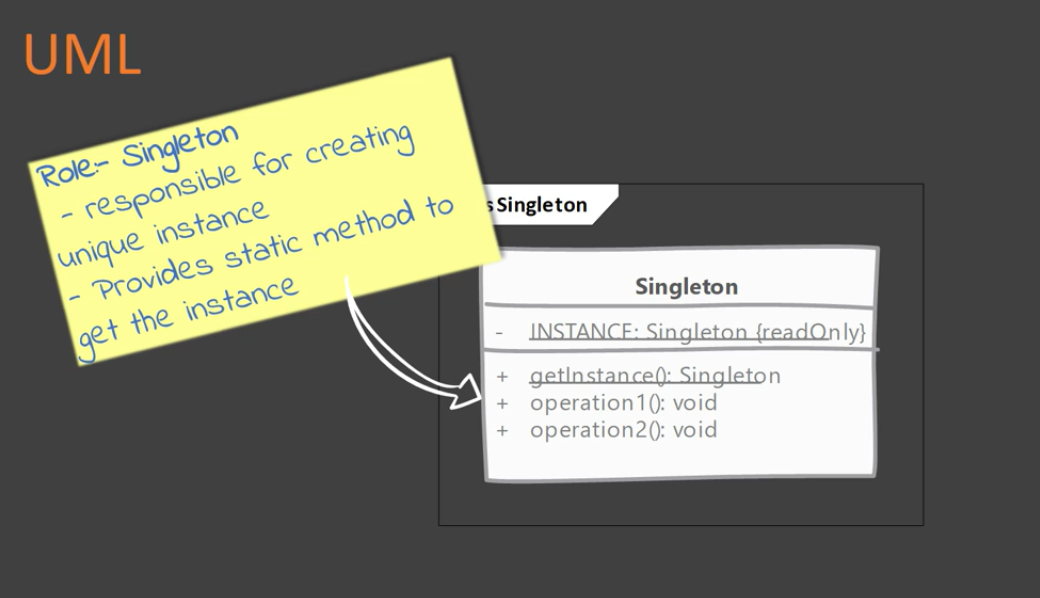 UML
Role:- Singleton
- responsible for creating
unique instance
- Provides static method to
get the instance
s Singleton
Singleton
- INSTANCE: Singleton {readOnly}
+ getInstance(): Singleton
+ operation1(): void
+ operation2(): void